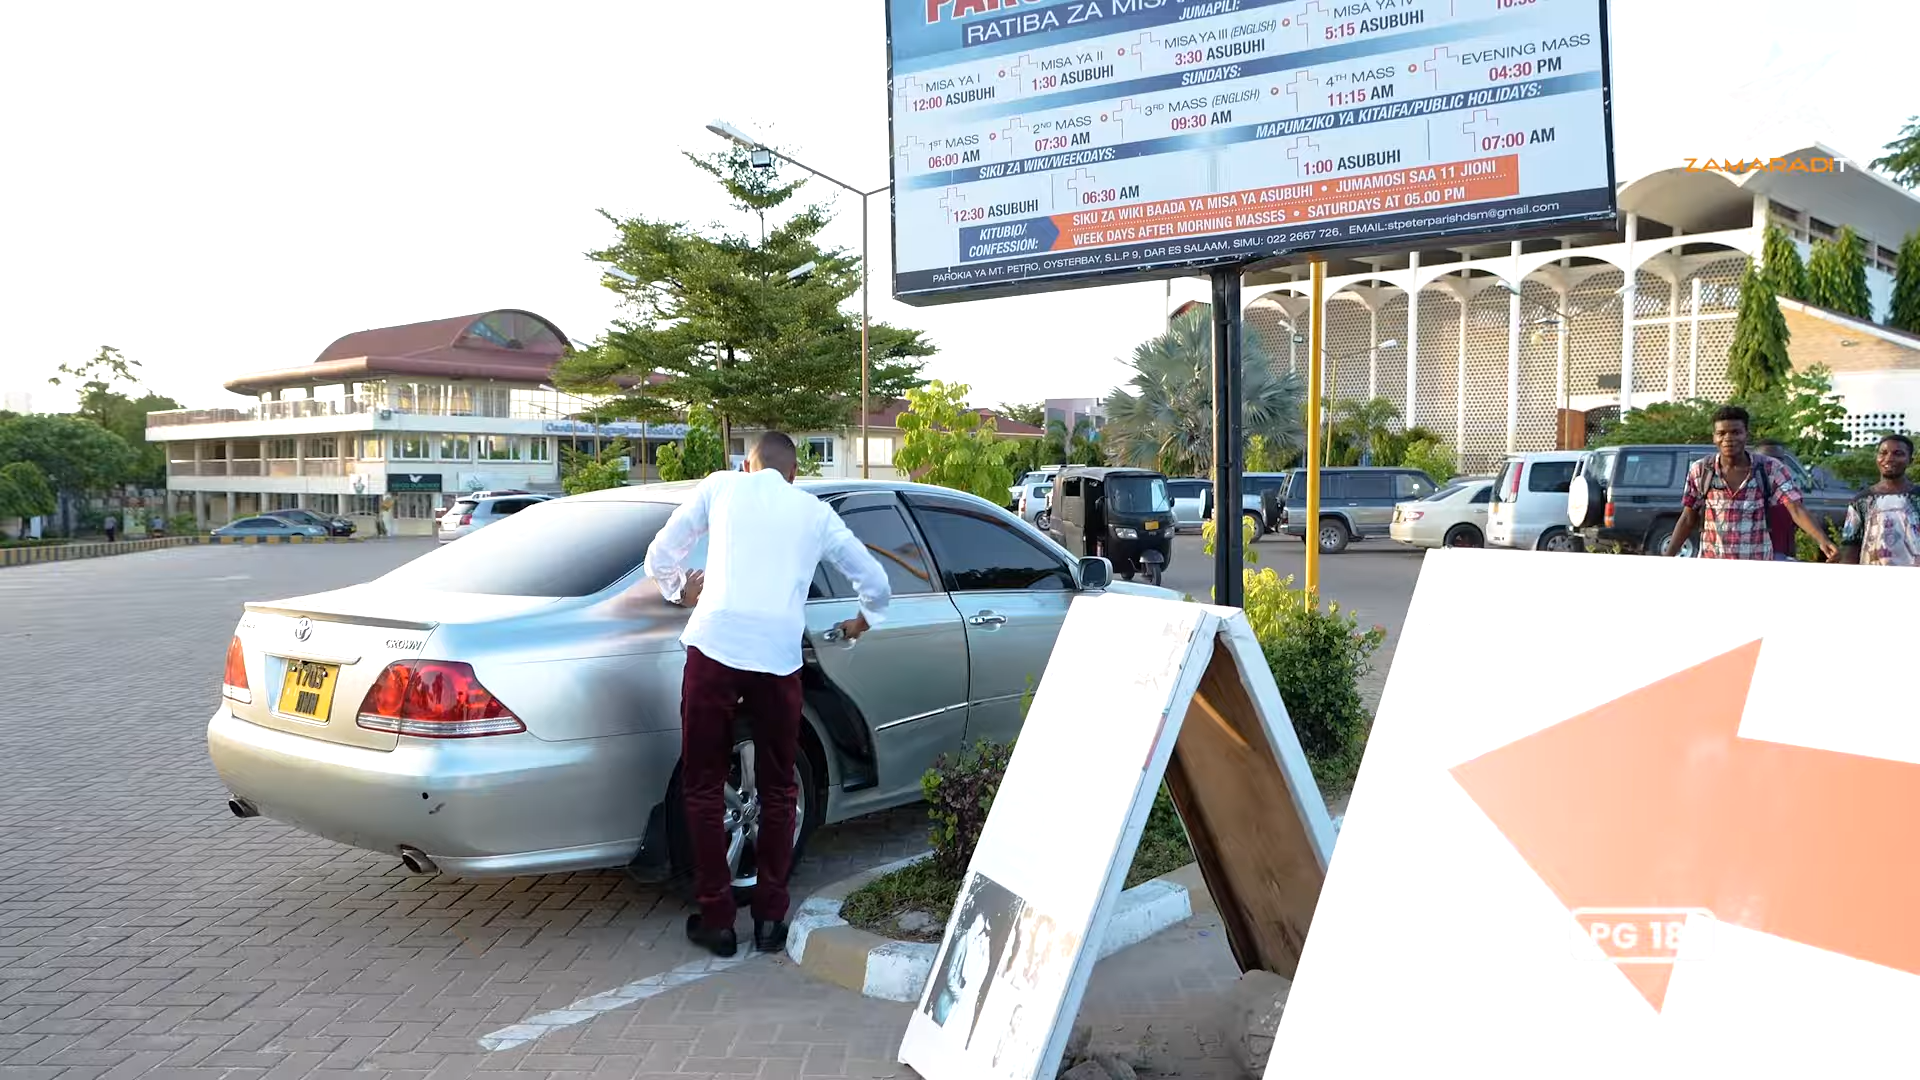 RATIBA ZA MISA
JUMAPILI:
MISA YA I
12:00 ASUBUHI
MISA YA II
1:30 ASUBUHI
MISA YA III (ENGLISH)
3:30 ASUBUHI
MISA YA IV
5:15 ASUBUHI
SUNDAYS:
1ST MASS
06:00 AM
2ND MASS
07:30 AM
3RD MASS (ENGLISH)
09:30 AM
4TH MASS
11:15 AM
EVENING MASS
04:30 PM
SIKU ZA WIKI/WEEKDAYS:
MAPUMZIKO YA KITAIFA/PUBLIC HOLIDAYS:
12:30 ASUBUHI
06:30 AM
1:00 ASUBUHI
07:00 AM
KITUBIO/
CONFESSION:
SIKU ZA WIKI BAADA YA MISA YA ASUBUHI • JUMAMOSI SAA 11 JIONI
WEEK DAYS AFTER MORNING MASSES • SATURDAYS AT 05.00 PM
PAROKIA YA MT. PETRO, OYSTERBAY, S.L.P 9, DAR ES SALAAM, SIMU: 022 2667 726, EMAIL:stpeterparishdsm@gmail.com
ZAMARADI TV
CROWN
PG 18